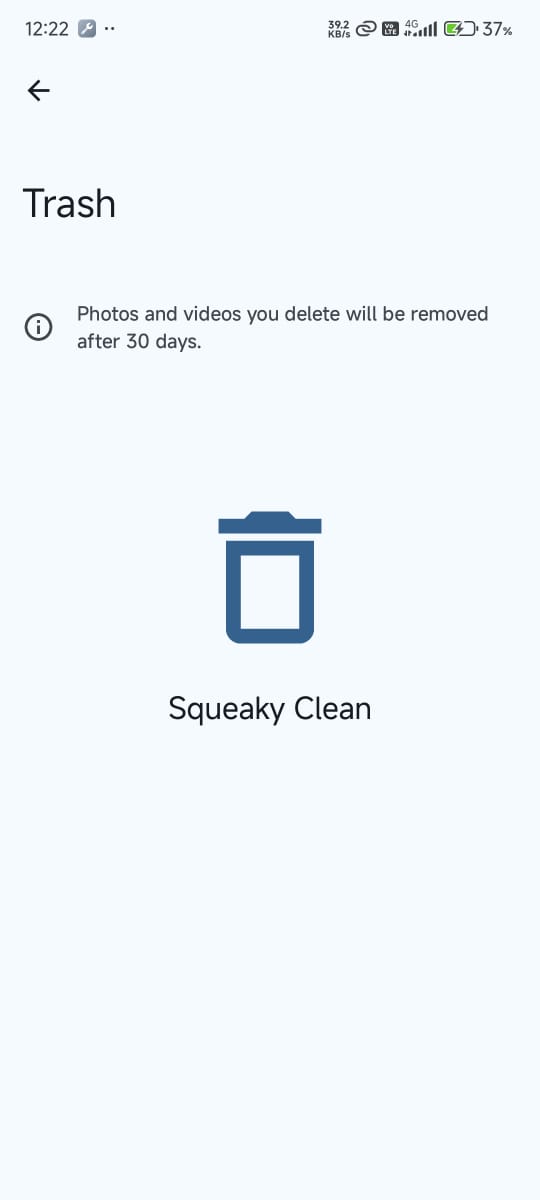 12:22
39.2
KB/s
Vo
LTE
4G
37%
Trash
Photos and videos you delete will be removed
after 30 days.
Squeaky Clean